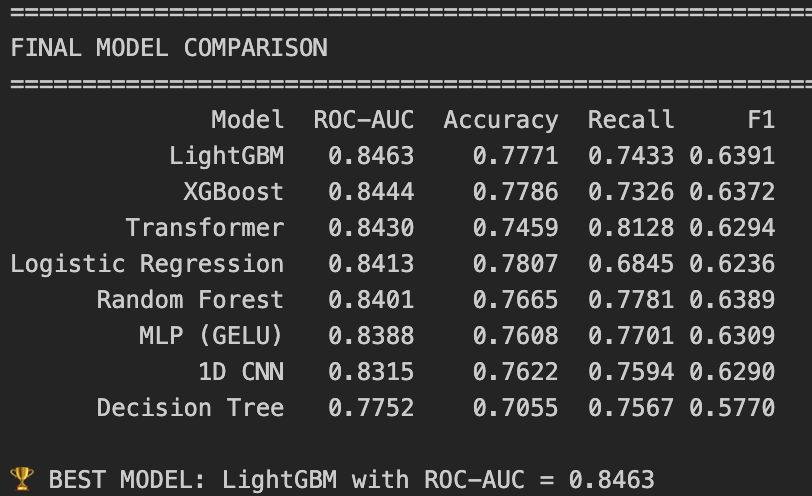 ================================================================
FINAL MODEL COMPARISON
================================================================
Model ROC-AUC Accuracy Recall F1
LightGBM 0.8463 0.7771 0.7433 0.6391
XGBoost 0.8444 0.7786 0.7326 0.6372
Transformer 0.8430 0.7459 0.8128 0.6294
Logistic Regression 0.8413 0.7807 0.6845 0.6236
Random Forest 0.8401 0.7665 0.7781 0.6389
MLP (GELU) 0.8388 0.7608 0.7701 0.6309
1D CNN 0.8315 0.7622 0.7594 0.6290
Decision Tree 0.7752 0.7055 0.7567 0.5770
🏆 BEST MODEL: LightGBM with ROC-AUC = 0.8463